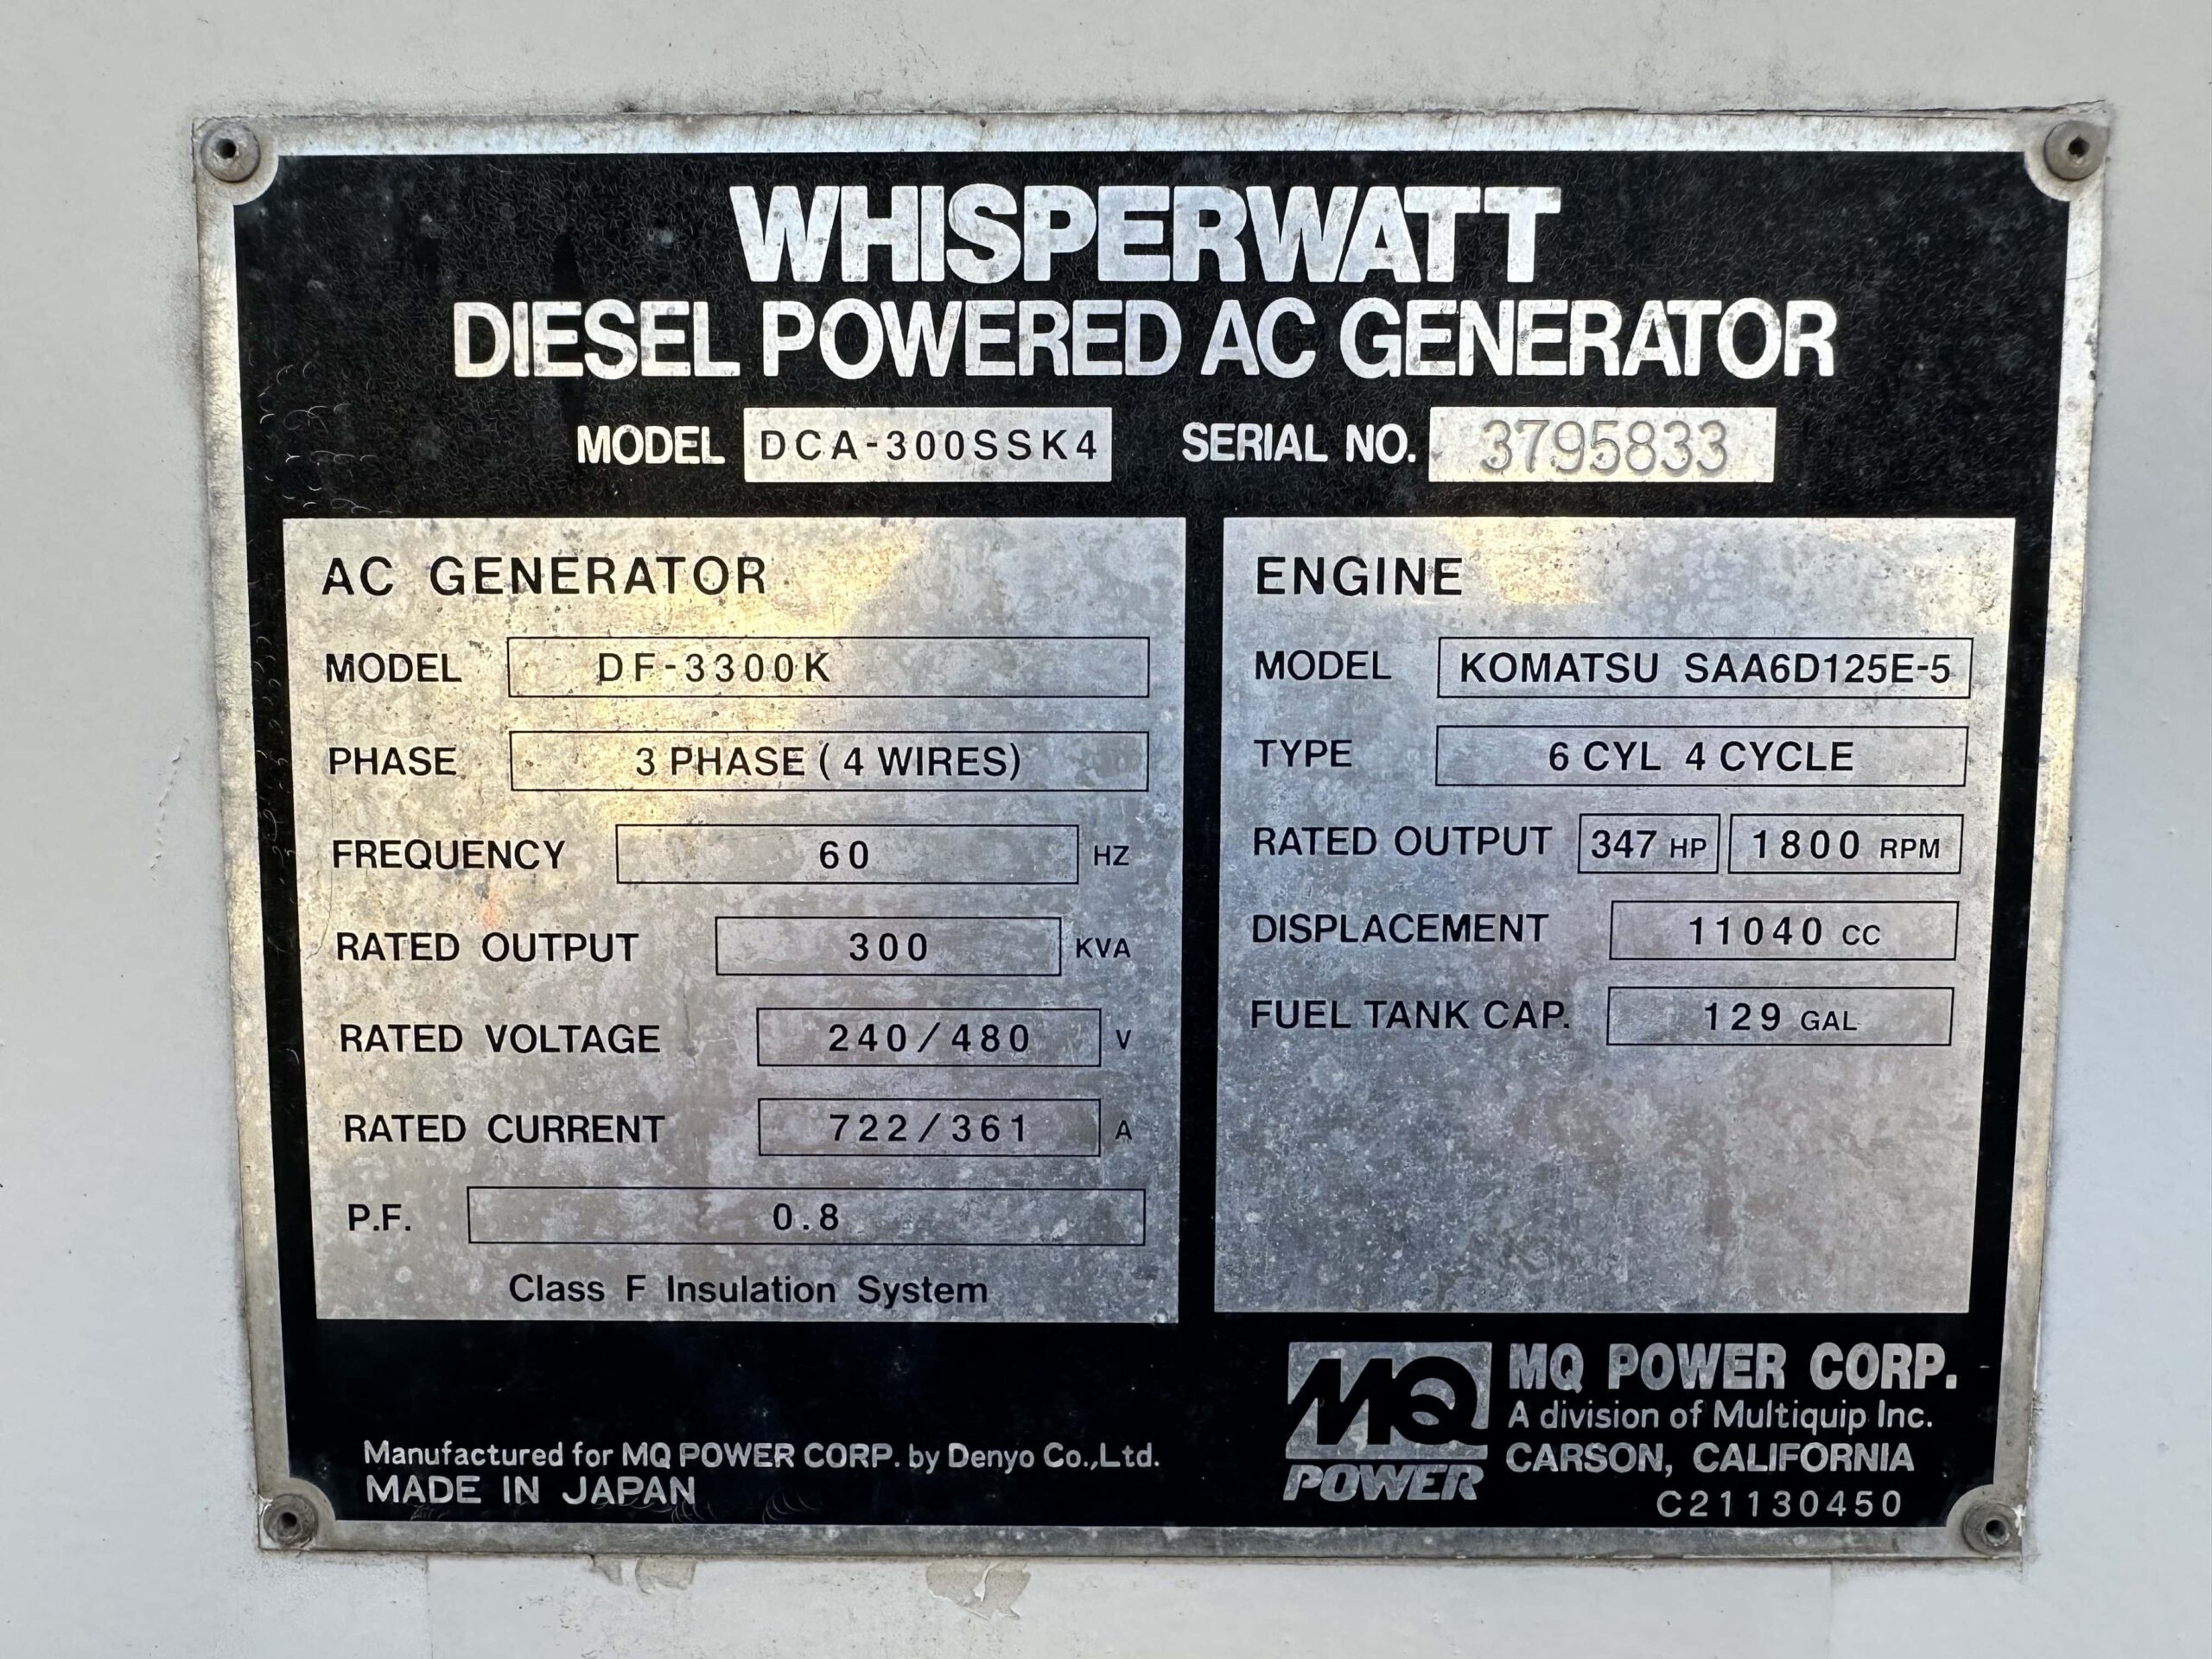 WHISPERWATT
DIESEL POWERED AC GENERATOR
MODEL DCA-300SSK4 SERIAL NO. 3795833
AC GENERATOR
MODEL DF-3300K
PHASE 3 PHASE ( 4 WIRES)
FREQUENCY 60 HZ
RATED OUTPUT 300 KVA
RATED VOLTAGE 240/480 V
RATED CURRENT 722/361 A
P.F. 0.8
Class F Insulation System
ENGINE
MODEL KOMATSU SAA6D125E-5
TYPE 6 CYL 4 CYCLE
RATED OUTPUT 347 HP 1800 RPM
DISPLACEMENT 11040 CC
FUEL TANK CAP. 129 GAL
Manufactured for MQ POWER CORP. by Denyo Co.,Ltd.
MADE IN JAPAN
MQ
POWER
MQ POWER CORP.
A division of Multiquip Inc.
CARSON, CALIFORNIA
C21130450